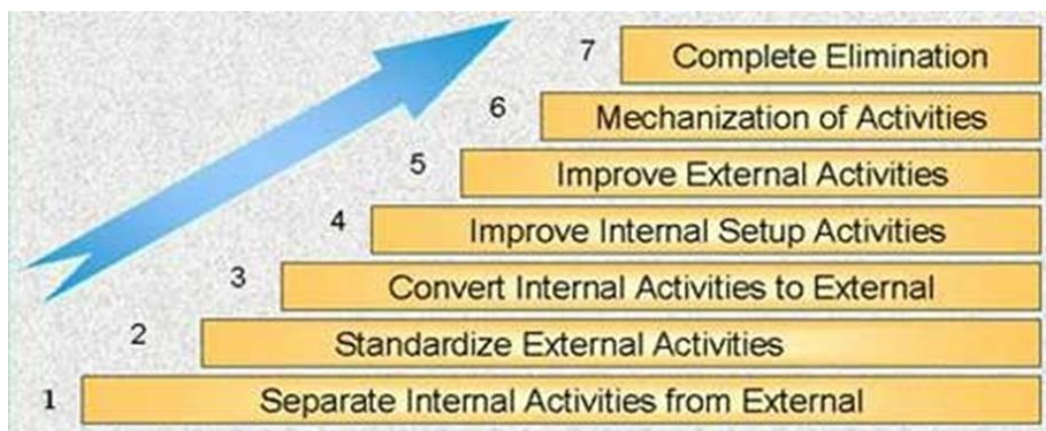 7 Complete Elimination
6 Mechanization of Activities
5 Improve External Activities
4 Improve Internal Setup Activities
3 Convert Internal Activities to External
2 Standardize External Activities
1 Separate Internal Activities from External